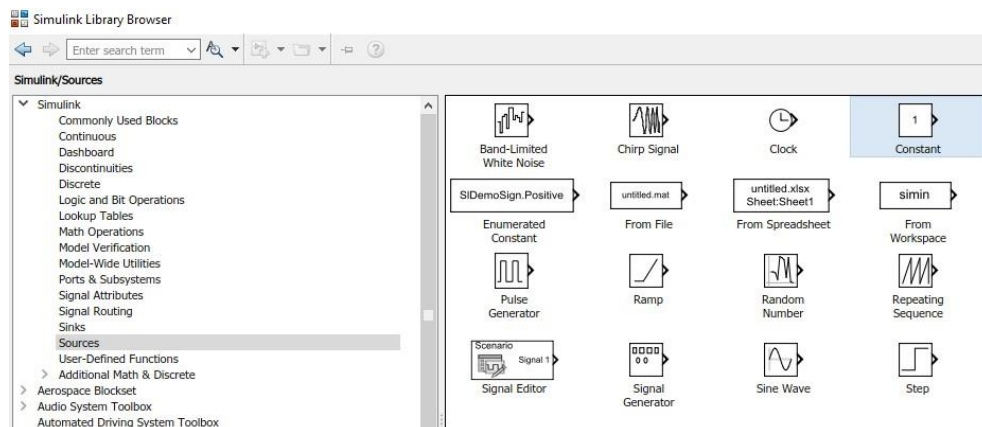 Simulink Library Browser
Enter search term
Simulink/Sources
Simulink
Commonly Used Blocks
Continuous
Dashboard
Discontinuities
Discrete
Logic and Bit Operations
Lookup Tables
Math Operations
Model Verification
Model-Wide Utilities
Ports & Subsystems
Signal Attributes
Signal Routing
Sinks
Sources
User-Defined Functions
Additional Math & Discrete
Aerospace Blockset
Audio System Toolbox
Automated Driving System Toolbox
Band-Limited
White Noise
Chirp Signal
Clock
1
Constant
SlDemoSign.Positive
Enumerated
Constant
untitled.mat
From File
untitled.xlsx
Sheet:Sheet1
From Spreadsheet
simin
From
Workspace
Pulse
Generator
Ramp
Random
Number
Repeating
Sequence
Scenario
Signal 1
Signal Editor
Signal
Generator
Sine Wave
Step